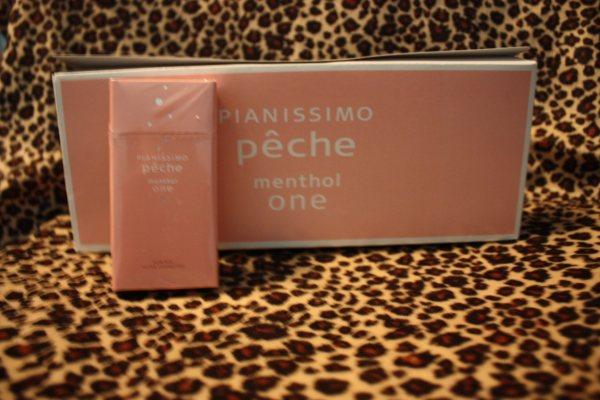 PIANISSIMO
pêche
menthol
one
PIANISSIMO
pêche
menthol
one